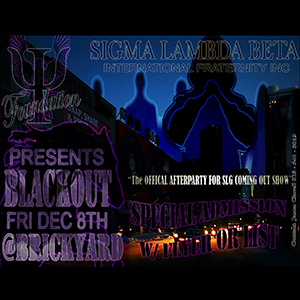 SIGMA LAMBDA BETA
INTERNATIONAL FRATERNITY INC
Foundation
PRESENTS
BLACKOUT
FRI DEC 8TH
@BRICKYARD
"The OFFICAL AFTERPARTY FOR SLG COMING OUT SHOW"
"SPECIAL ADMISSION
W/ FLYER OR LIST"